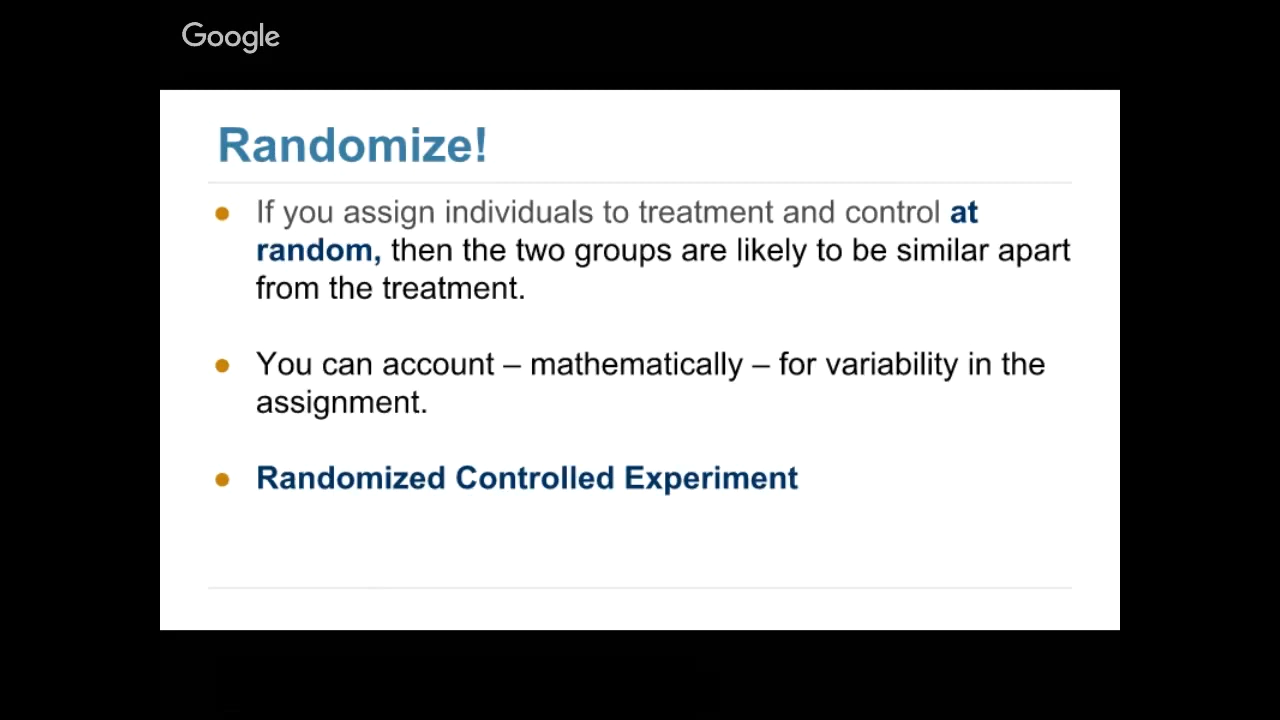 Google
Randomize!
● If you assign individuals to treatment and control at
random, then the two groups are likely to be similar apart
from the treatment.
● You can account – mathematically – for variability in the
assignment.
● Randomized Controlled Experiment